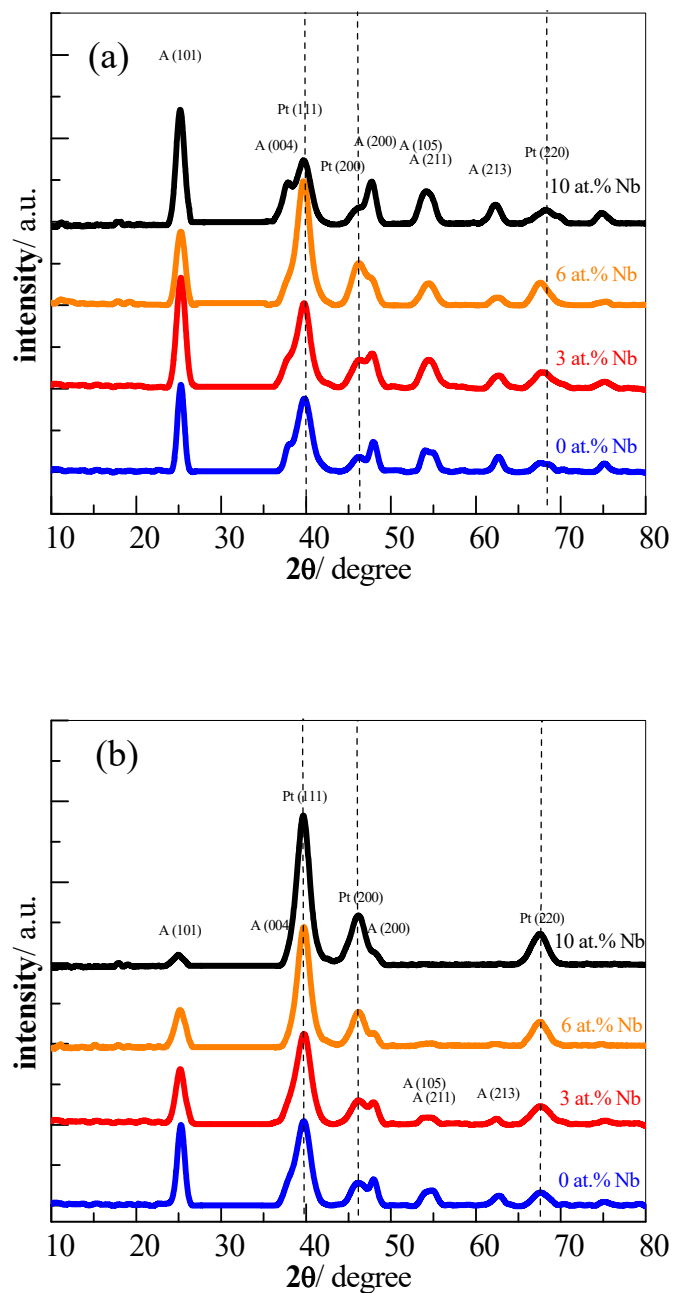 (a)
A (101)
Pt (111)
A (004)
Pt (200)
A (200)
A (105)
A (211)
A (213)
Pt (220)
10 at.% Nb
6 at.% Nb
3 at.% Nb
0 at.% Nb
intensity/ a.u.
10 20 30 40 50 60 70 80
2θ/ degree
(b)
Pt (111)
A (101)
A (004)
Pt (200)
A (200)
Pt (220)
10 at.% Nb
6 at.% Nb
A (105)
A (211)
A (213)
3 at.% Nb
0 at.% Nb
intensity/ a.u.
10 20 30 40 50 60 70 80
2θ/ degree